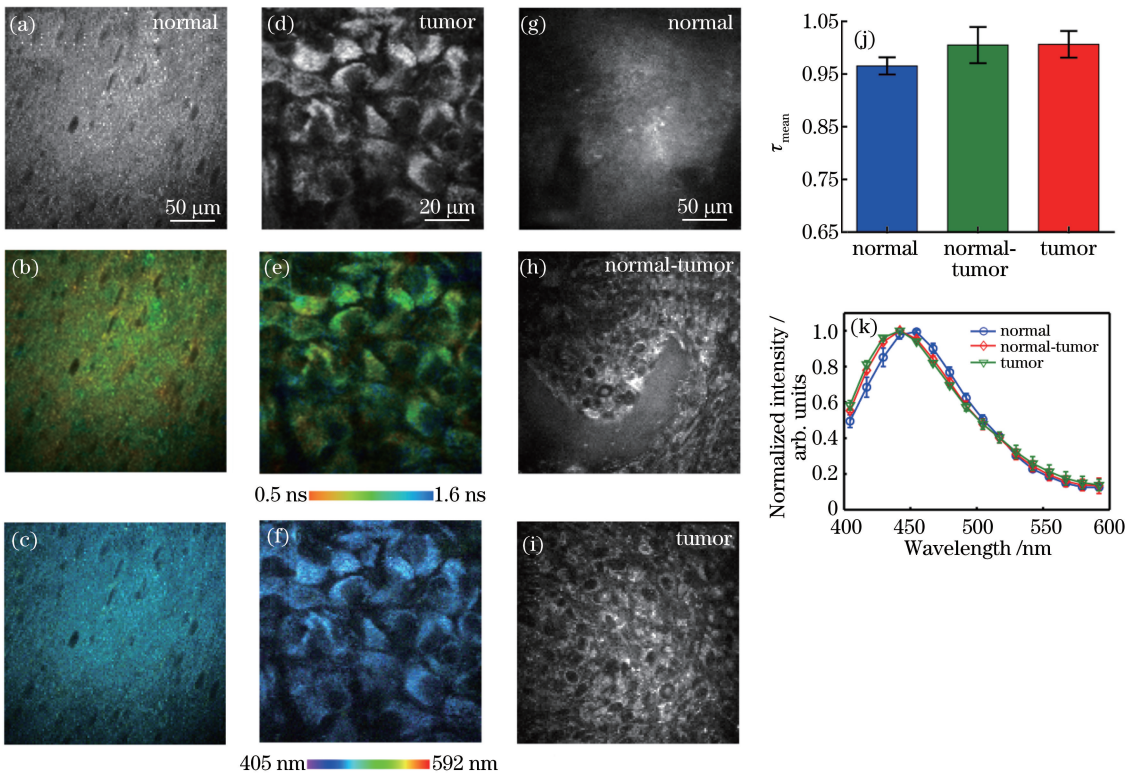 (a) normal
50 μm
(b)
(c)
(d) tumor
20 μm
(e)
0.5 ns 1.6 ns
(f)
405 nm 592 nm
(g) normal
50 μm
(h) normal-tumor
(i) tumor
(j)
1.05
0.95
0.85
0.75
0.65
τmean
normal
normal-
tumor
tumor
(k)
Normalized intensity /
arb. units
1.0
0.8
0.6
0.4
0.2
0
normal
normal-tumor
tumor
400 450 500 550 600
Wavelength /nm